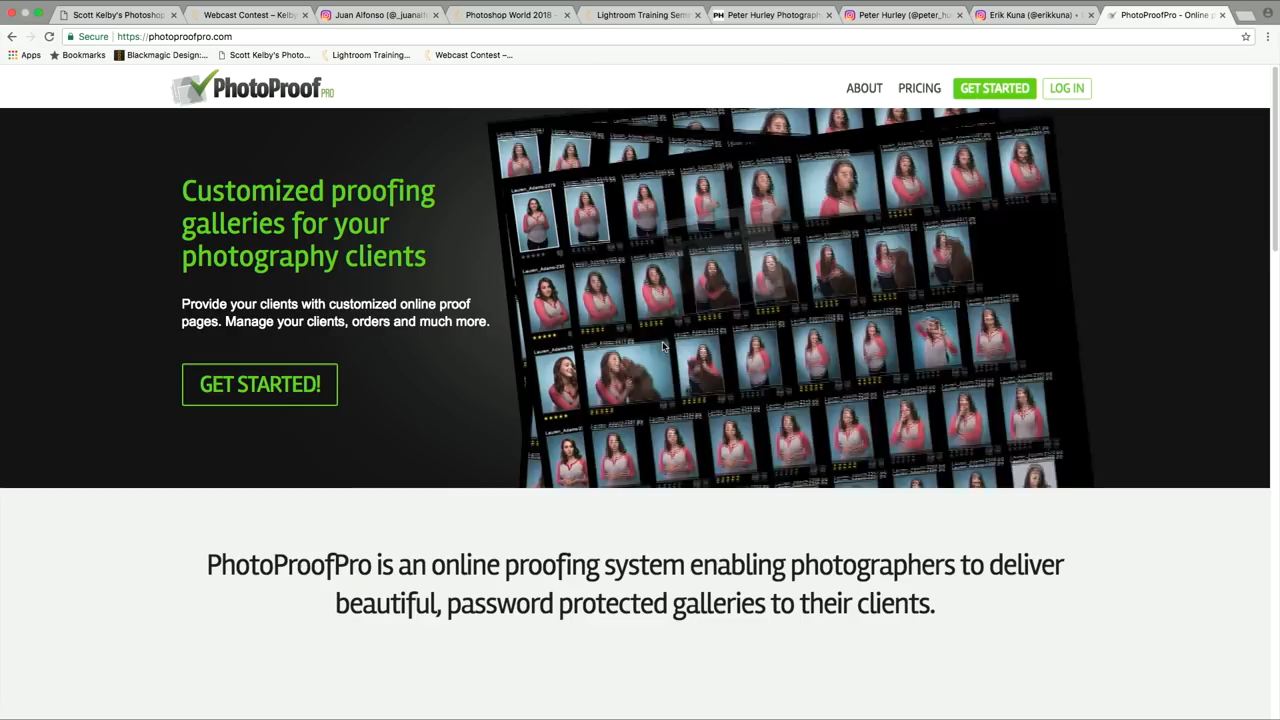 Scott Kelby's Photoshop
Webcast Contest – Kelby
Juan Alfonso (@_juanalf
Photoshop World 2018 -
Lightroom Training Sem
Peter Hurley Photograph
Peter Hurley (@peter_hu
Erik Kuna (@erikkuna) •
PhotoProofPro - Online p
Secure
https://photoproofpro.com
Apps
Bookmarks
Blackmagic Design:...
Scott Kelby's Photo...
Lightroom Training...
Webcast Contest –...
PhotoProof PRO
ABOUT
PRICING
GET STARTED
LOG IN
Customized proofing
galleries for your
photography clients
Provide your clients with customized online proof
pages. Manage your clients, orders and much more.
GET STARTED!
PhotoProofPro is an online proofing system enabling photographers to deliver
beautiful, password protected galleries to their clients.